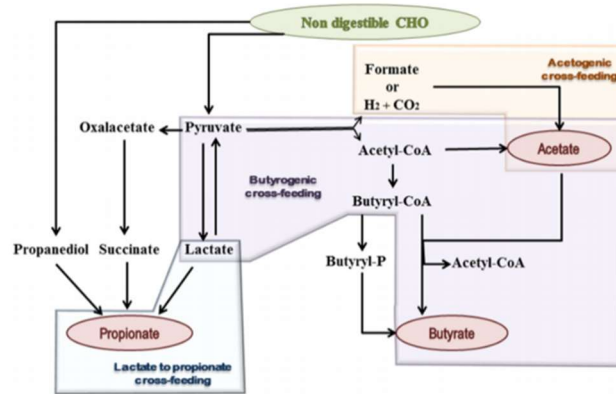 Non digestible CHO
Acetogenic
cross-feeding
Formate
or
H2 + CO2
Oxalacetate
Pyruvate
Acetyl-CoA
Acetate
Butyrogenic
cross-feeding
Butyryl-CoA
Propanediol
Succinate
Lactate
Butyryl-P
Acetyl-CoA
Propionate
Butyrate
Lactate to propionate
cross-feeding